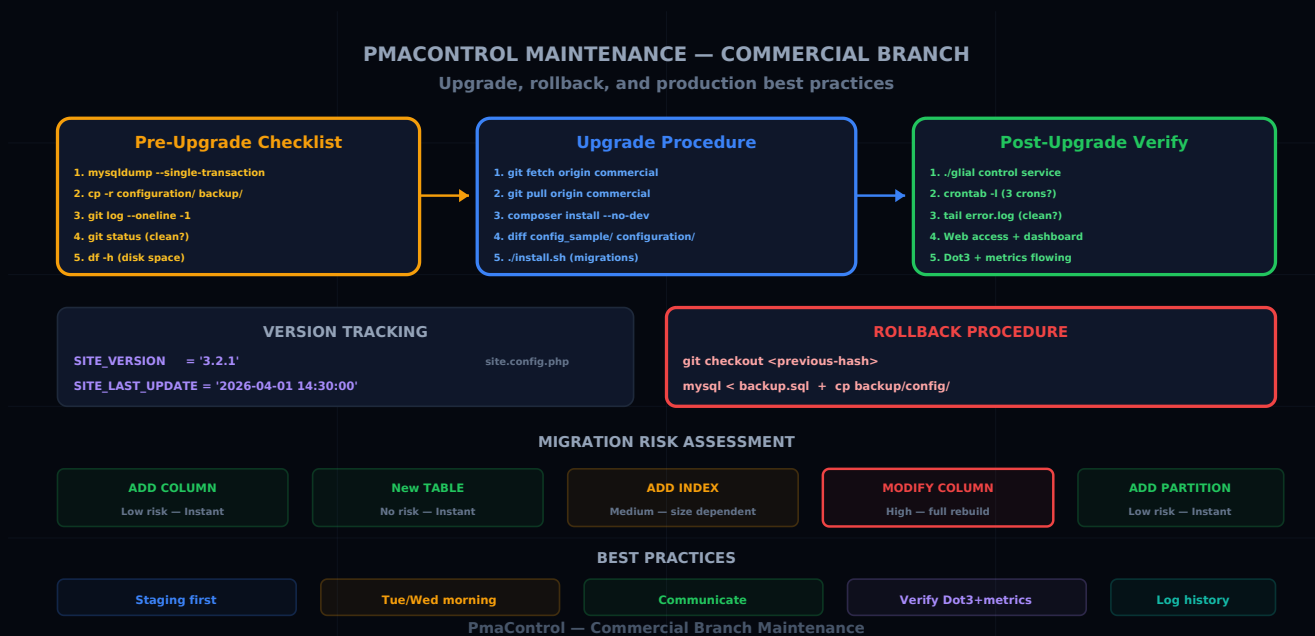 PMACONTROL MAINTENANCE — COMMERCIAL BRANCH
Upgrade, rollback, and production best practices
Pre-Upgrade Checklist
1. mysqldump --single-transaction
2. cp -r configuration/ backup/
3. git log --oneline -1
4. git status (clean?)
5. df -h (disk space)
Upgrade Procedure
1. git fetch origin commercial
2. git pull origin commercial
3. composer install --no-dev
4. diff config_sample/ configuration/
5. ./install.sh (migrations)
Post-Upgrade Verify
1. ./glial control service
2. crontab -l (3 crons?)
3. tail error.log (clean?)
4. Web access + dashboard
5. Dot3 + metrics flowing
VERSION TRACKING
SITE_VERSION = '3.2.1' site.config.php
SITE_LAST_UPDATE = '2026-04-01 14:30:00'
ROLLBACK PROCEDURE
git checkout <previous-hash>
mysql < backup.sql + cp backup/config/
MIGRATION RISK ASSESSMENT
ADD COLUMN
Low risk — Instant
New TABLE
No risk — Instant
ADD INDEX
Medium — size dependent
MODIFY COLUMN
High — full rebuild
ADD PARTITION
Low risk — Instant
BEST PRACTICES
Staging first
Tue/Wed morning
Communicate
Verify Dot3+metrics
Log history
PmaControl — Commercial Branch Maintenance